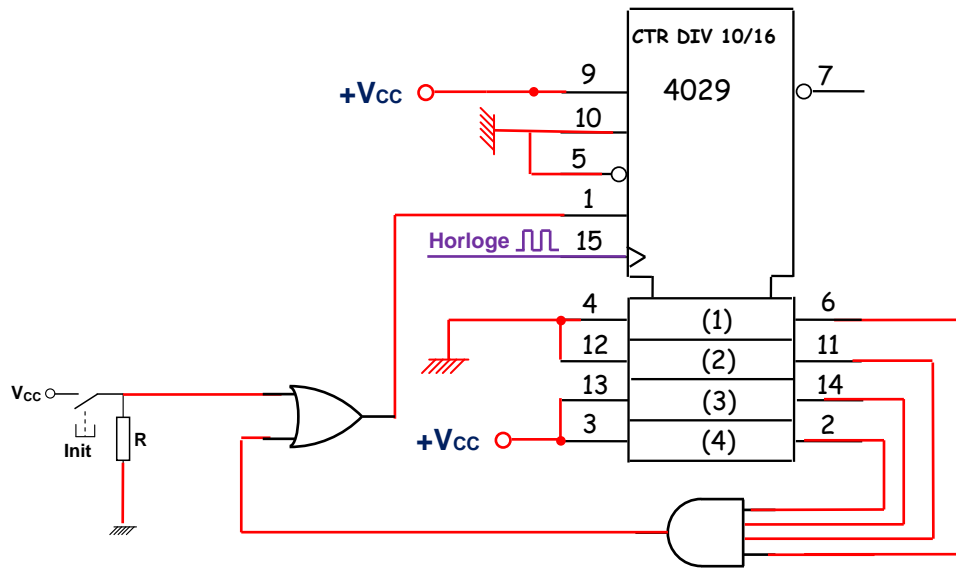 CTR DIV 10/16
4029
+VCC
9
7
10
5
1
Horloge
15
4
(1)
6
12
(2)
11
13
(3)
14
+VCC
3
(4)
2
VCC
Init
R